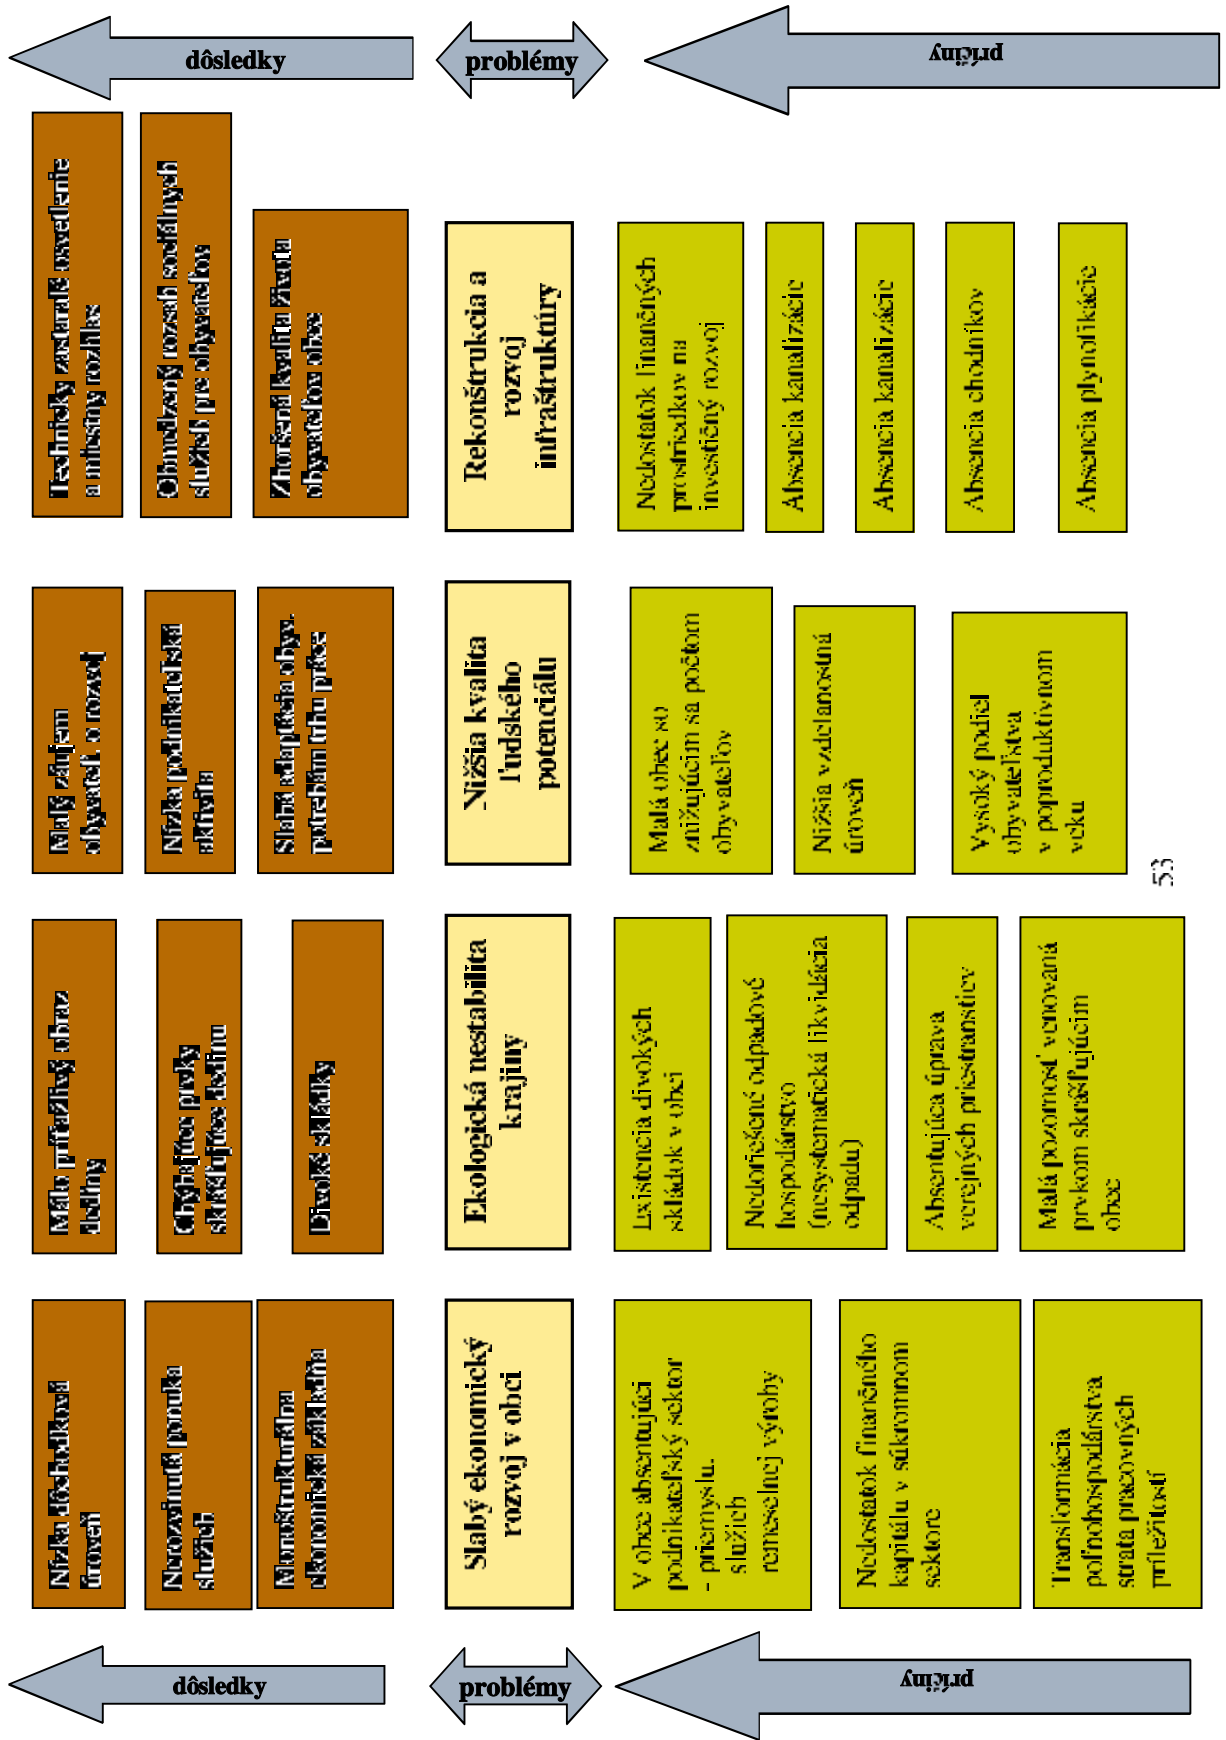 dôsledky
problémy
príčiny
Technicky zastaralé osvetlenie
a miestny rozhlas
Obmedzený rozsah sociálnych
služieb pre obyvateľov
Zhoršená kvalita života
obyvateľov obce
Rekonštrukcia a
rozvoj
infraštruktúry
Nedostatok finančných
prostriedkov na
investičný rozvoj
Absencia kanalizácie
Absencia kanalizácie
Absencia chodníkov
Absencia plynofikácie
Malý záujem
obyvateľ. o rozvoj
Nízka podnikateľská
aktivita
Slabá adaptácia obyv.
potrebám trhu práce
Nižšia kvalita
ľudského
potenciálu
Malá obec so
znižujúcim sa počtom
obyvateľov
Nižšia vzdelanostná
úroveň
Vysoký podiel
obyvateľstva
v poproduktívnom
veku
53
Málo príťažlivý obraz
dediny
Chýbajúce prvky
skrášľujúce dedinu
Divoké skládky
Ekologická nestabilita
krajiny
Existencia divokých
skládok v obci
Nedoriešené odpadové
hospodárstvo
(nesystematická likvidácia
odpadu)
Absentujúca úprava
verejných priestranstiev
Malá pozornosť venovaná
prvkom skrášľujúcim
obec
Nízka dôchodková
úroveň
Nerozvinutá ponuka
služieb
Monoštrukturálna
ekonomická základňa
Slabý ekonomický
rozvoj v obci
V obce absentujúci
podnikateľský sektor
- priemyslu.
služieb
remeselnej výroby
Nedostatok finančného
kapitálu v súkromnom
sektore
Transformácia
poľnohospodárstva
strata pracovných
príležitostí
dôsledky
problémy
príčiny